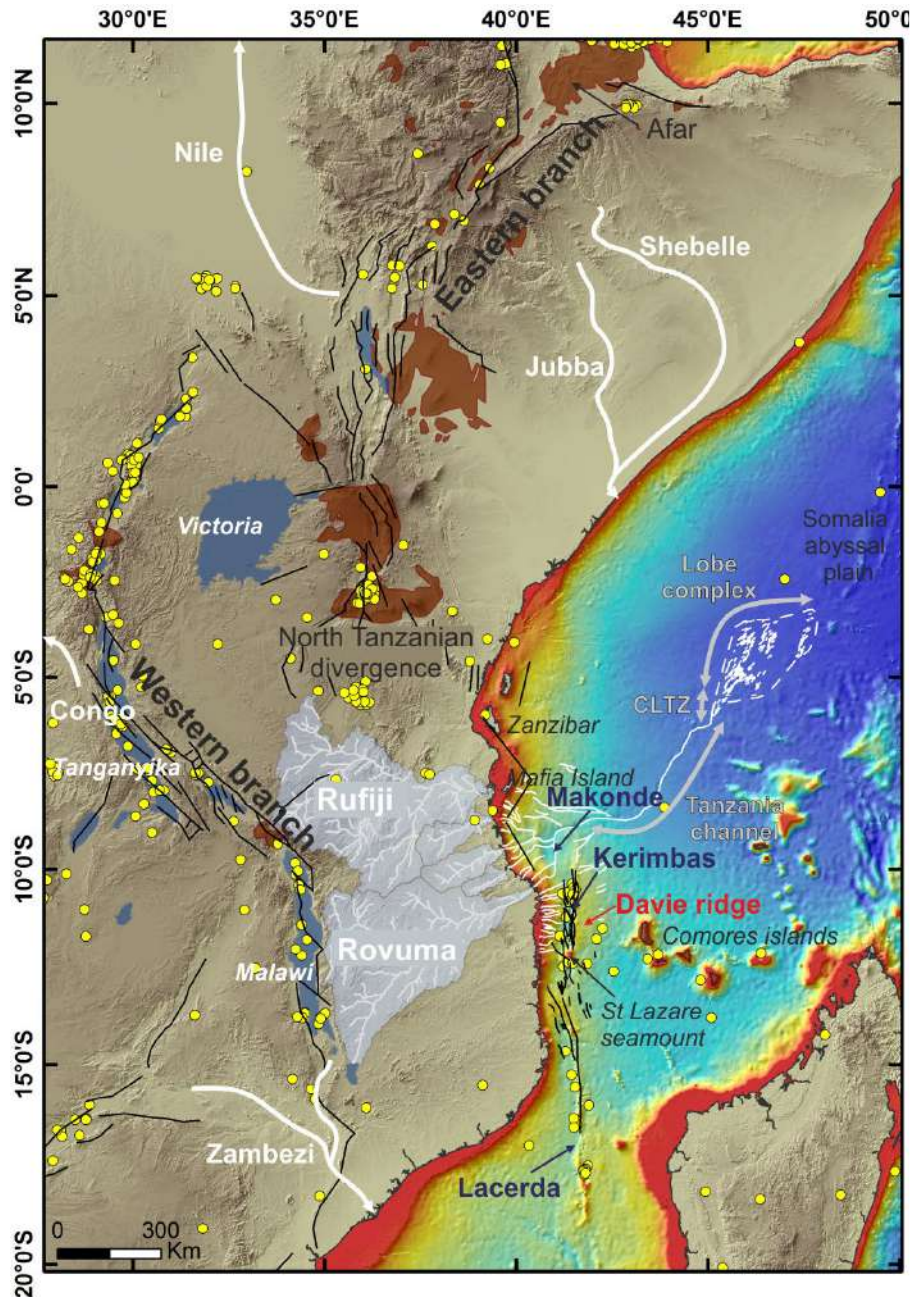 30°0'E
35°0'E
40°0'E
45°0'E
50°0
10°0'N
5°0'N
0°0'
5°0'S
10°0'S
15°0'S
20°0'S
Nile
Afar
Eastern branch
Shebelle
Jubba
Victoria
Somalia
abyssal
plain
Lobe
complex
North Tanzanian
divergence
CLTZ
Congo
Western branch
Tanganyika
Zanzibar
Mafia Island
Makonde
Tanzania
channel
Rufiji
Kerimbas
Davie ridge
Comores islands
Rovuma
Malawi
St Lazare
seamount
Zambezi
Lacerda
0 300
Km